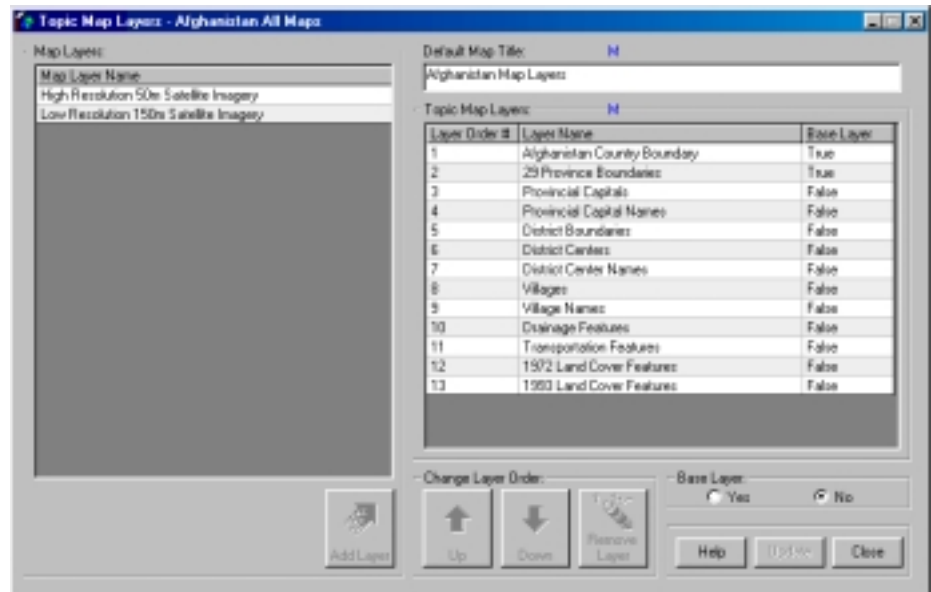 Topic Map Layers - Afghanistan All Maps
Map Layers:
Map Layer Name
High Resolution 50m Satellite Imagery
Low Resolution 150m Satellite Imagery
Add Layer
Default Map Title:
Afghanistan Map Layers
Topic Map Layers:
Layer Order # Layer Name Base Layer
1 Afghanistan Country Boundary True
2 29 Province Boundaries True
3 Provincial Capitals False
4 Provincial Capital Names False
5 District Boundaries False
6 District Centers False
7 District Center Names False
8 Villages False
9 Village Names False
10 Drainage Features False
11 Transportation Features False
12 1972 Land Cover Features False
13 1993 Land Cover Features False
Change Layer Order:
Up Down Remove Layer
Base Layer:
Yes No
Help Update Close